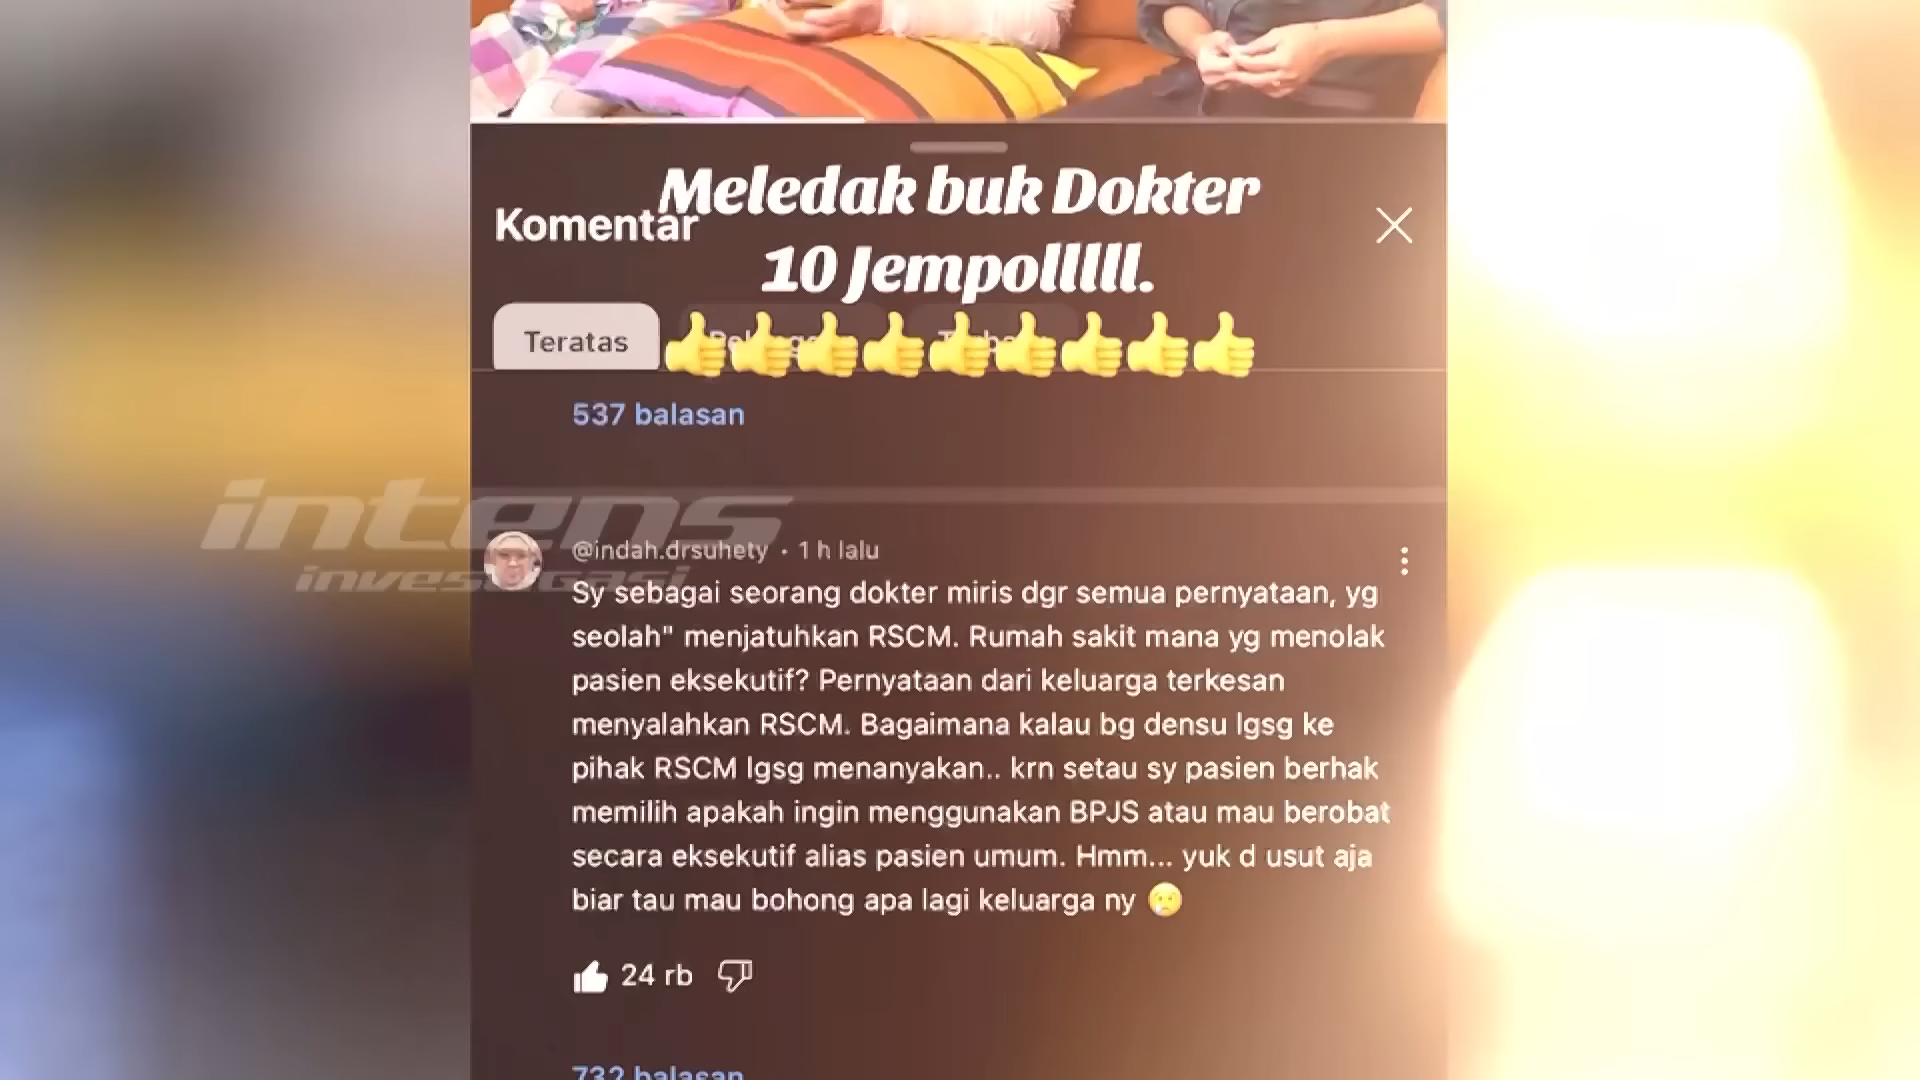 Meledak buk Dokter
Komentar
10 Jempolllll.
Teratas
537 balasan
intens
investigasi
@indah.drsuhety · 1 h lalu
Sy sebagai seorang dokter miris dgr semua pernyataan, yg
seolah" menjatuhkan RSCM. Rumah sakit mana yg menolak
pasien eksekutif? Pernyataan dari keluarga terkesan
menyalahkan RSCM. Bagaimana kalau bg densu lgsg ke
pihak RSCM lgsg menanyakan.. krn setau sy pasien berhak
memilih apakah ingin menggunakan BPJS atau mau berobat
secara eksekutif alias pasien umum. Hmm... yuk d usut aja
biar tau mau bohong apa lagi keluarga ny 😢
24 rb
732 balasan